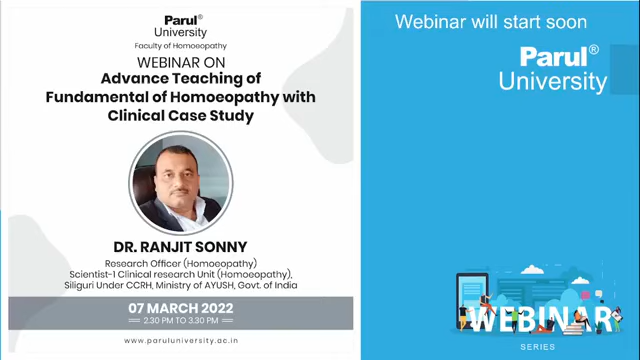 Parul®
University
Faculty of Homoeopathy
WEBINAR ON
Advance Teaching of
Fundamental of Homoeopathy with
Clinical Case Study
DR. RANJIT SONNY
Research Officer (Homoeopathy)
Scientist-1 Clinical research Unit (Homoeopathy),
Siliguri Under CCRH, Ministry of AYUSH, Govt. of India
07 MARCH 2022
2.30 PM TO 3.30 PM
www.paruluniversity.ac.in
Webinar will start soon
Parul®
University
WEBINAR
SERIES